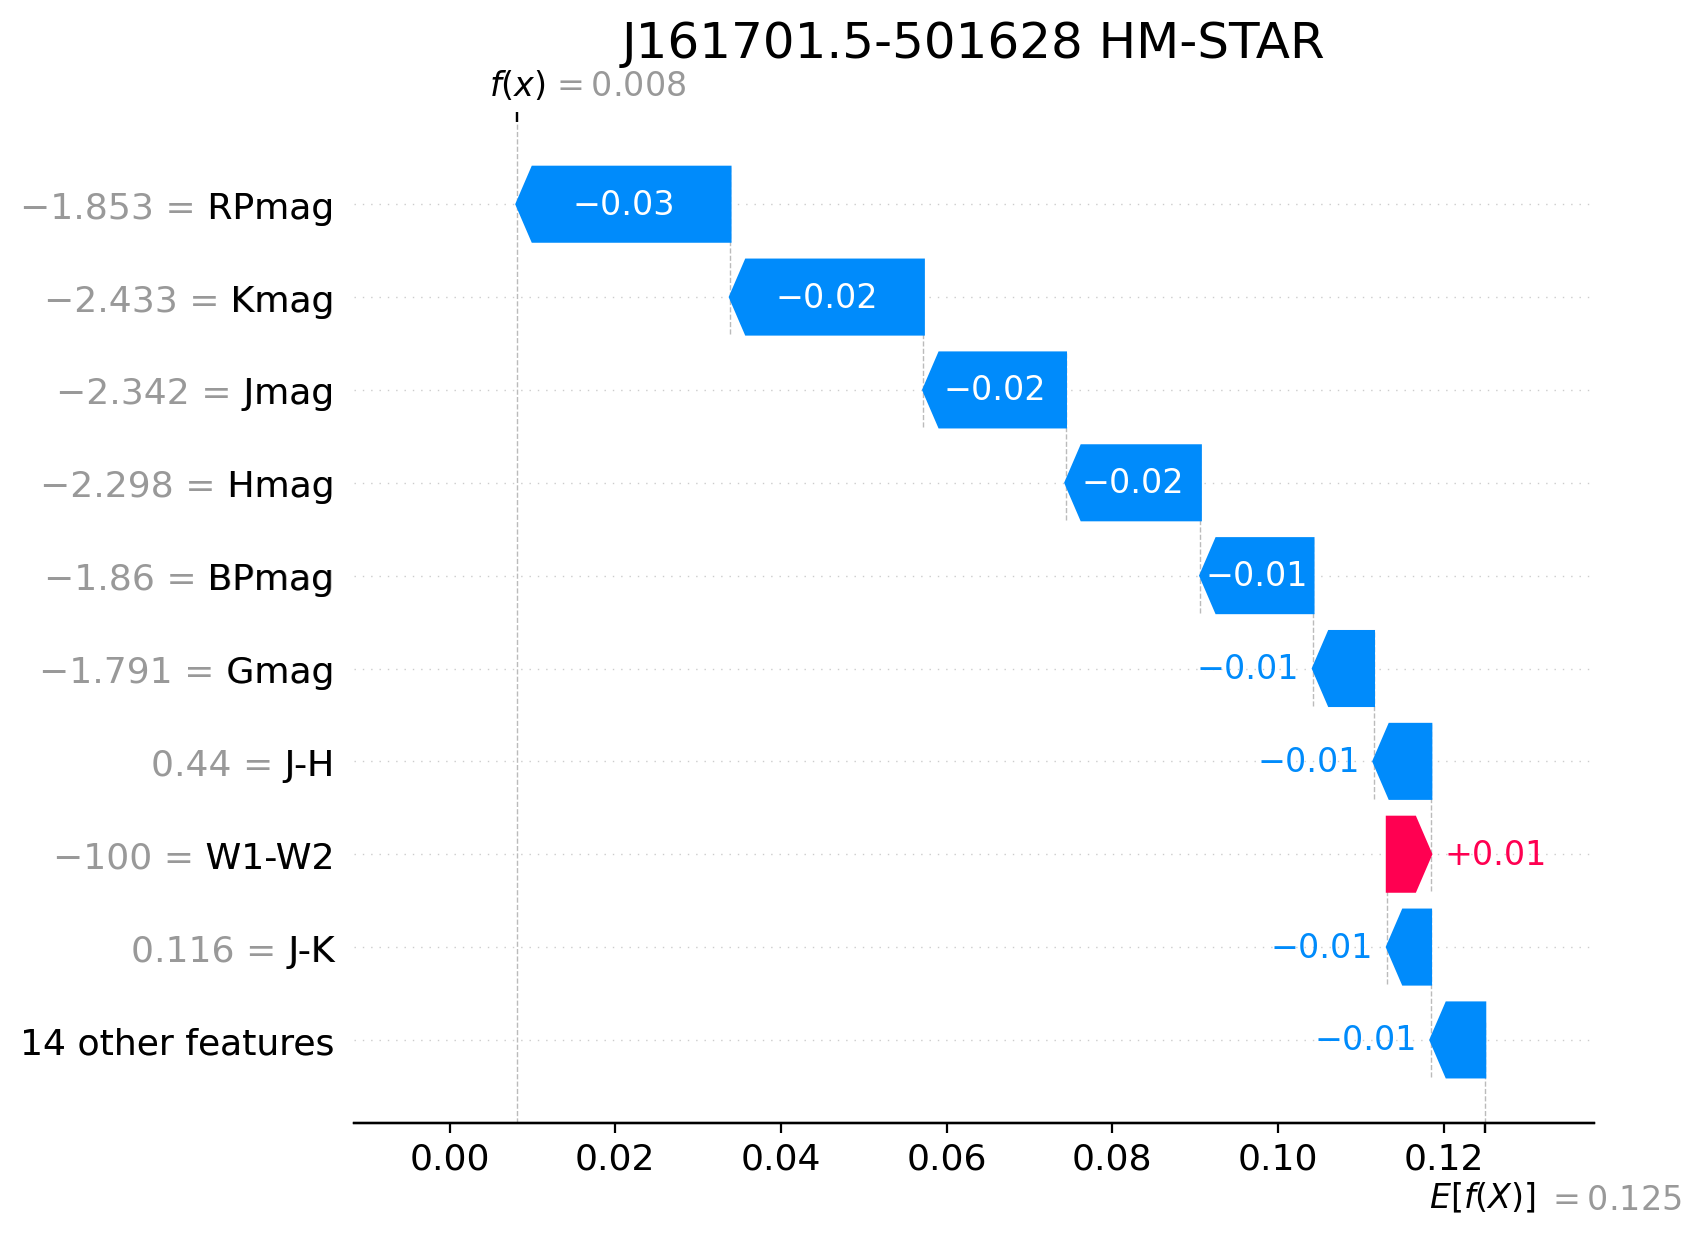 J161701.5-501628 HM-STAR
f(x) = 0.008
−1.853 = RPmag −0.03
−2.433 = Kmag −0.02
−2.342 = Jmag −0.02
−2.298 = Hmag −0.02
−1.86 = BPmag −0.01
−1.791 = Gmag −0.01
0.44 = J-H −0.01
−100 = W1-W2 +0.01
0.116 = J-K −0.01
14 other features −0.01
0.00 0.02 0.04 0.06 0.08 0.10 0.12
E[f(X)] = 0.125